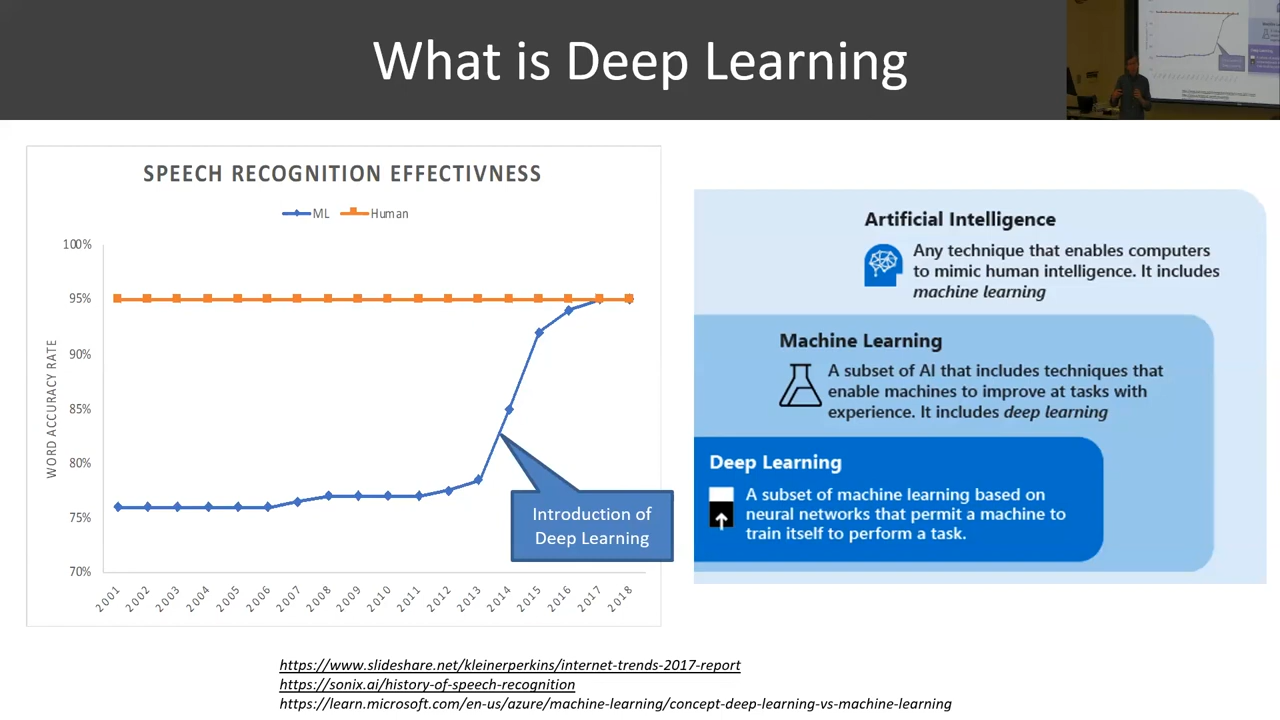 What is Deep Learning
SPEECH RECOGNITION EFFECTIVNESS
ML
Human
WORD ACCURACY RATE
100%
95%
90%
85%
80%
75%
70%
Introduction of
Deep Learning
2001
2002
2003
2004
2005
2006
2007
2008
2009
2010
2011
2012
2013
2014
2015
2016
2017
2018
Artificial Intelligence
Any technique that enables computers
to mimic human intelligence. It includes
machine learning
Machine Learning
A subset of AI that includes techniques that
enable machines to improve at tasks with
experience. It includes deep learning
Deep Learning
A subset of machine learning based on
neural networks that permit a machine to
train itself to perform a task.
https://www.slideshare.net/kleinerperkins/internet-trends-2017-report
https://sonix.ai/history-of-speech-recognition
https://learn.microsoft.com/en-us/azure/machine-learning/concept-deep-learning-vs-machine-learning